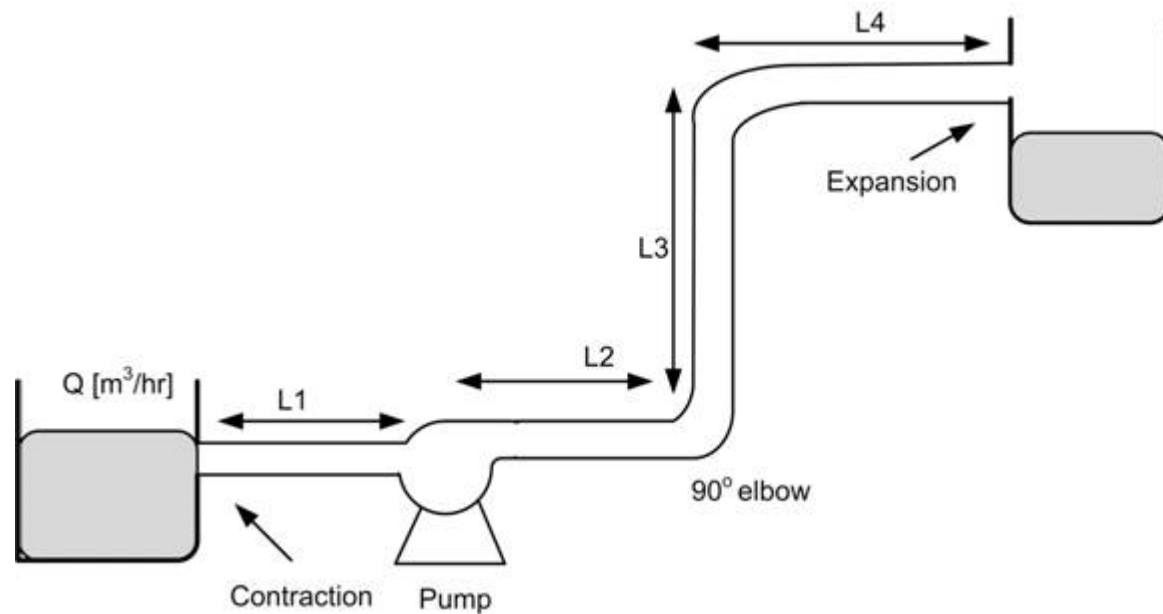 L4
Expansion
L3
L2
Q [m³/hr]
L1
90° elbow
Contraction
Pump